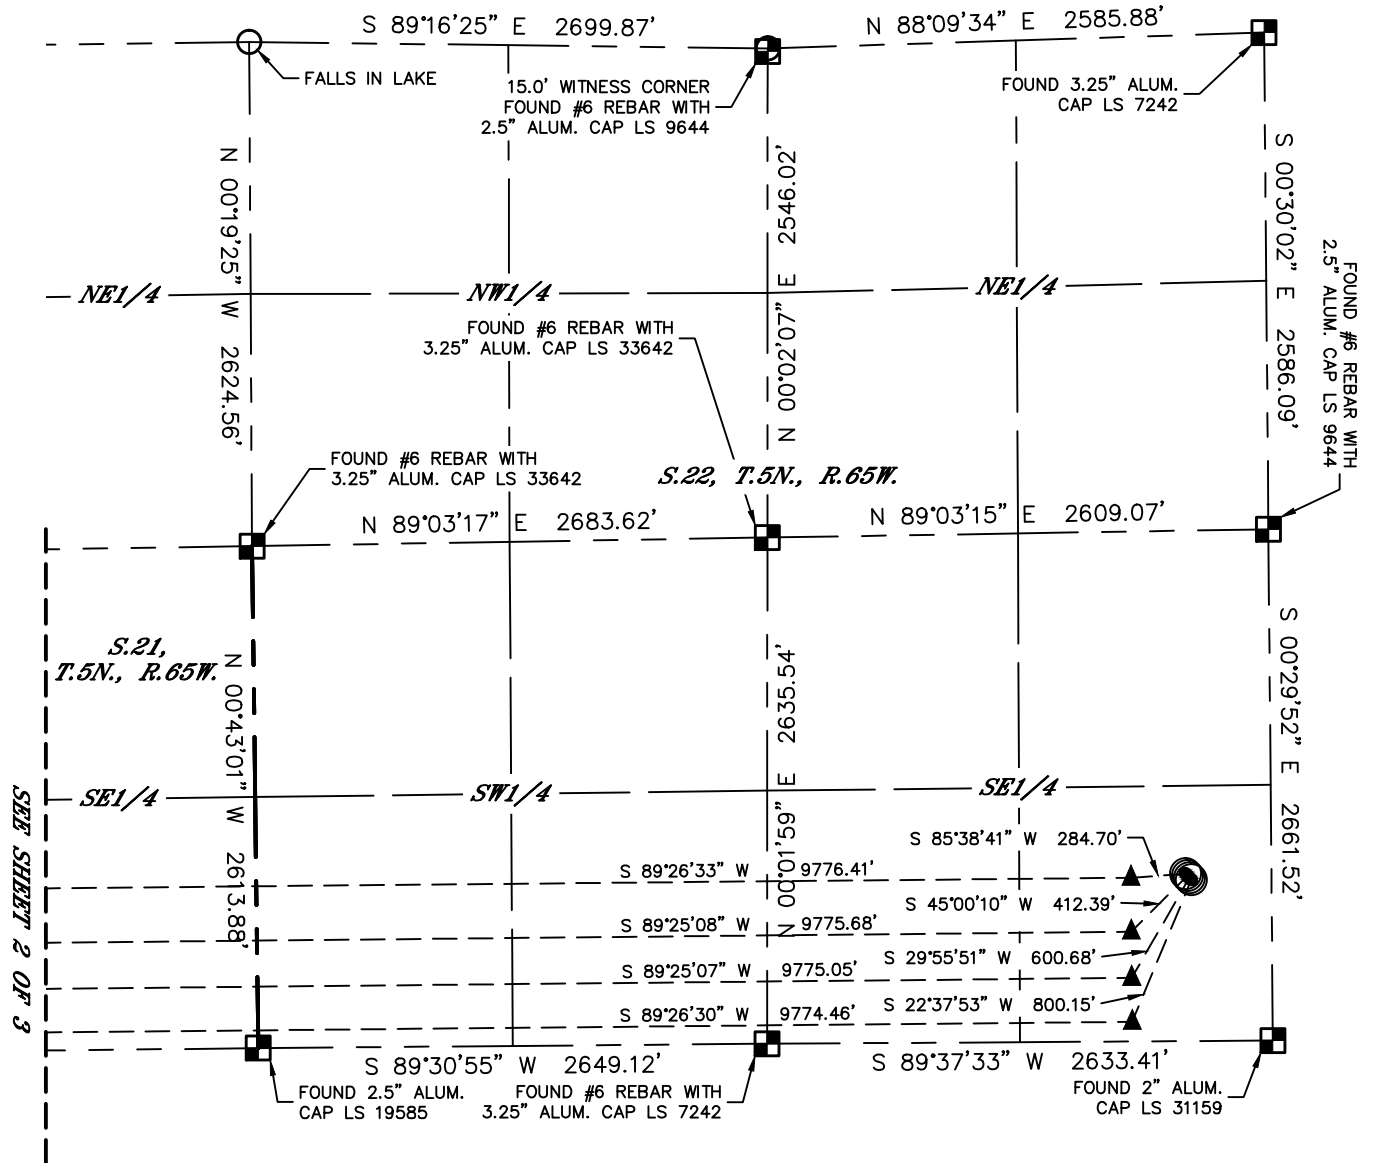 S 89°16'25" E 2699.87'
N 88°09'34" E 2585.88'
FALLS IN LAKE
15.0' WITNESS CORNER
FOUND #6 REBAR WITH
2.5" ALUM. CAP LS 9644
FOUND 3.25" ALUM.
CAP LS 7242
N 00°19'25" W 2624.56'
N 00°02'07" E 2546.02'
S 00°30'02" E 2586.09'
FOUND #6 REBAR WITH
2.5" ALUM. CAP LS 9644
NE1/4
NW1/4
NE1/4
FOUND #6 REBAR WITH
3.25" ALUM. CAP LS 33642
FOUND #6 REBAR WITH
3.25" ALUM. CAP LS 33642
S.22, T.5N., R.65W.
N 89°03'17" E 2683.62'
N 89°03'15" E 2609.07'
S.21,
T.5N., R.65W.
N 00°43'01" W 2613.88'
N 00°01'59" E 2635.54'
S 00°29'52" E 2661.52'
SE1/4
SW1/4
SE1/4
SEE SHEET 2 OF 3
S 85°38'41" W 284.70'
S 89°26'33" W 9776.41'
S 45°00'10" W 412.39'
S 89°25'08" W 9775.68'
S 29°55'51" W 600.68'
S 89°25'07" W 9775.05'
S 22°37'53" W 800.15'
S 89°26'30" W 9774.46'
S 89°30'55" W 2649.12'
S 89°37'33" W 2633.41'
FOUND 2.5" ALUM.
CAP LS 19585
FOUND #6 REBAR WITH
3.25" ALUM. CAP LS 7242
FOUND 2" ALUM.
CAP LS 31159